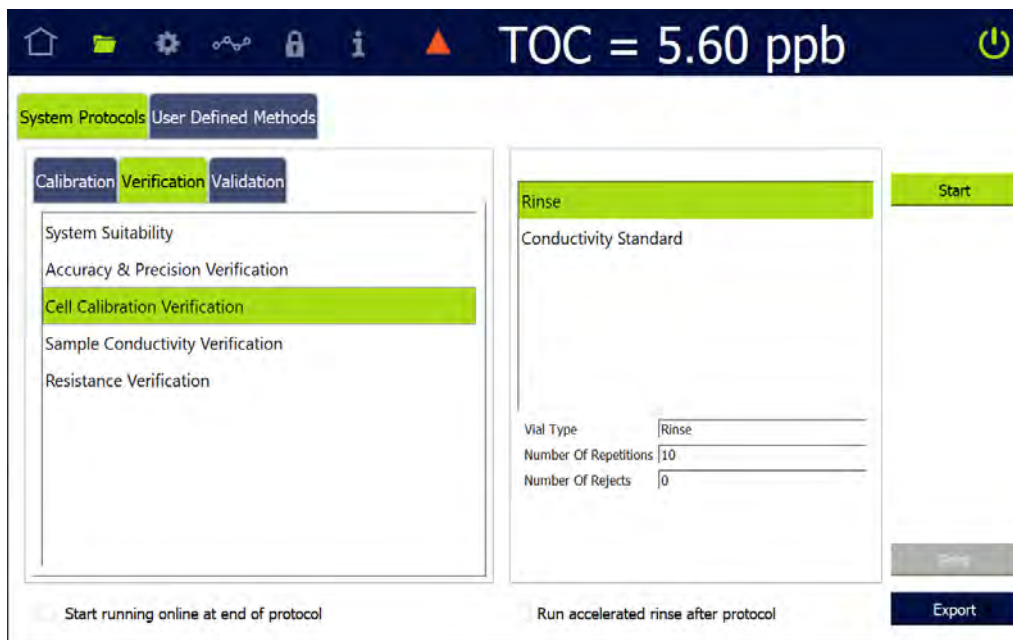 TOC = 5.60 ppb
System Protocols User Defined Methods
Calibration Verification Validation
System Suitability
Accuracy & Precision Verification
Cell Calibration Verification
Sample Conductivity Verification
Resistance Verification
Rinse
Conductivity Standard
Vial Type Rinse
Number Of Repetitions 10
Number Of Rejects 0
Start
Export
Start running online at end of protocol
Run accelerated rinse after protocol